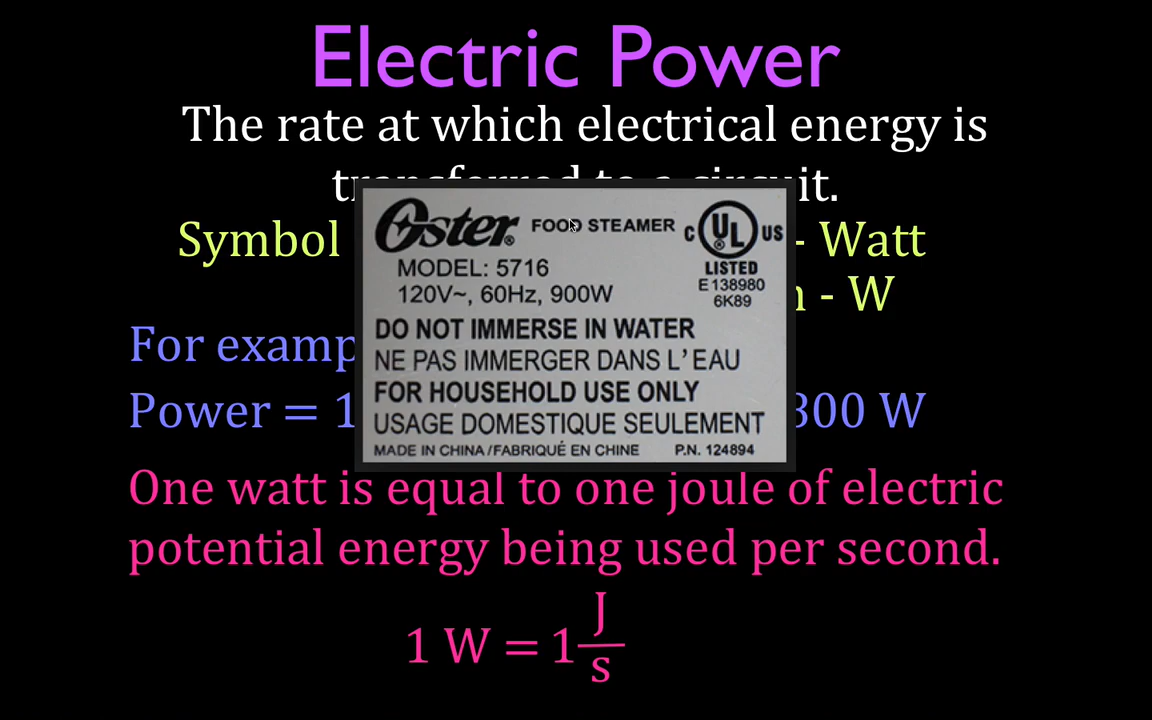 Electric Power
The rate at which electrical energy is
Symbol
- Watt
- W
For
Power = 1
W
Oster® FOOD STEAMER
MODEL: 5716
120V~, 60Hz, 900W
C UL® US
LISTED
E138980
6K89
DO NOT IMMERSE IN WATER
NE PAS IMMERGER DANS L'EAU
FOR HOUSEHOLD USE ONLY
USAGE DOMESTIQUE SEULEMENT
MADE IN CHINA/FABRIQUÉ EN CHINE P.N. 124894
One watt is equal to one joule of electric
potential energy being used per second.
1 W = 1 J/s